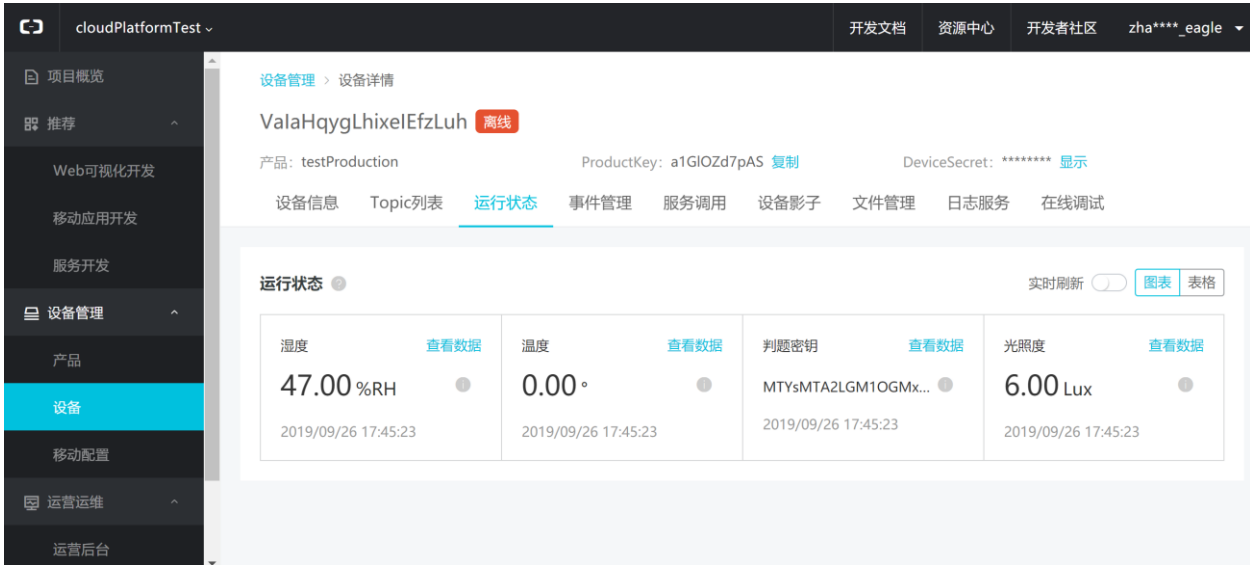 cloudPlatformTest
开发文档
资源中心
开发者社区
zha****_eagle
项目概览
推荐
Web可视化开发
移动应用开发
服务开发
设备管理
产品
设备
移动配置
运营运维
运营后台
设备管理 > 设备详情
ValaHqygLhixelEfzLuh 离线
产品: testProduction
ProductKey: a1GlOZd7pAS 复制
DeviceSecret: ******** 显示
设备信息 Topic列表 运行状态 事件管理 服务调用 设备影子 文件管理 日志服务 在线调试
运行状态
实时刷新 图表 表格
湿度 查看数据
47.00 %RH
2019/09/26 17:45:23
温度 查看数据
0.00 °
2019/09/26 17:45:23
判题密钥 查看数据
MTYsMTA2LGM1OGMx...
2019/09/26 17:45:23
光照度 查看数据
6.00 Lux
2019/09/26 17:45:23